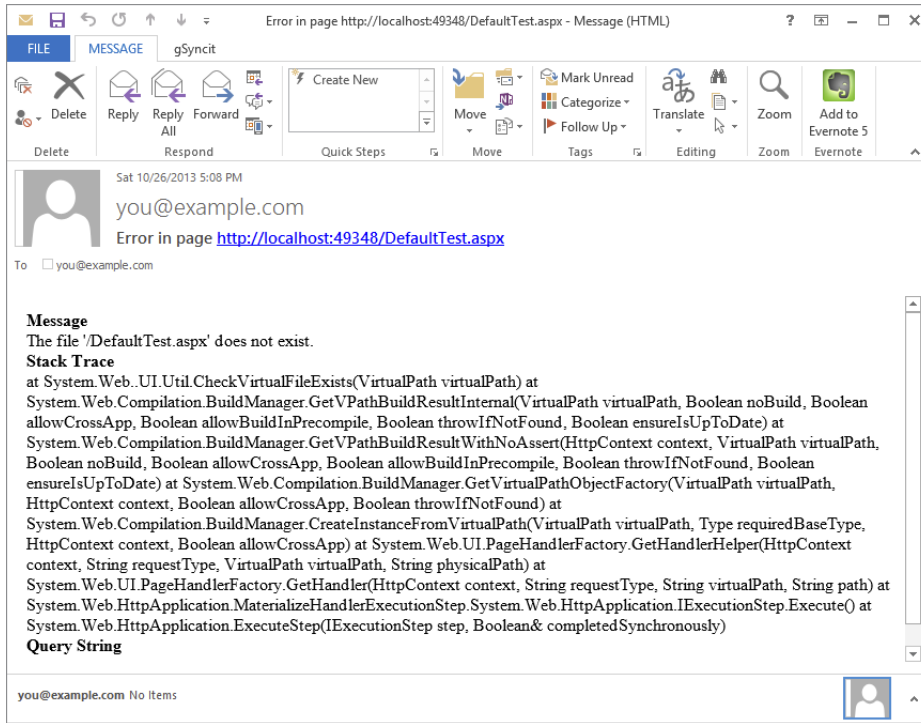 Error in page http://localhost:49348/DefaultTest.aspx - Message (HTML)
?
FILE MESSAGE gSyncit
Delete
Reply
Reply All
Forward
Create New
Move
Mark Unread
Categorize
Follow Up
Translate
Zoom
Add to Evernote 5
Delete Respond Quick Steps Move Tags Editing Zoom Evernote
Sat 10/26/2013 5:08 PM
you@example.com
Error in page http://localhost:49348/DefaultTest.aspx
To you@example.com
Message
The file '/DefaultTest.aspx' does not exist.
Stack Trace
at System.Web..UI.Util.CheckVirtualFileExists(VirtualPath virtualPath) at
System.Web.Compilation.BuildManager.GetVPathBuildResultInternal(VirtualPath virtualPath, Boolean noBuild, Boolean
allowCrossApp, Boolean allowBuildInPrecompile, Boolean throwIfNotFound, Boolean ensureIsUpToDate) at
System.Web.Compilation.BuildManager.GetVPathBuildResultWithNoAssert(HttpContext context, VirtualPath virtualPath,
Boolean noBuild, Boolean allowCrossApp, Boolean allowBuildInPrecompile, Boolean throwIfNotFound, Boolean
ensureIsUpToDate) at System.Web.Compilation.BuildManager.GetVirtualPathObjectFactory(VirtualPath virtualPath,
HttpContext context, Boolean allowCrossApp, Boolean throwIfNotFound) at
System.Web.Compilation.BuildManager.CreateInstanceFromVirtualPath(VirtualPath virtualPath, Type requiredBaseType,
HttpContext context, Boolean allowCrossApp) at System.Web.UI.PageHandlerFactory.GetHandlerHelper(HttpContext
context, String requestType, VirtualPath virtualPath, String physicalPath) at
System.Web.UI.PageHandlerFactory.GetHandler(HttpContext context, String requestType, String virtualPath, String path) at
System.Web.HttpApplication.MaterializeHandlerExecutionStep.System.Web.HttpApplication.IExecutionStep.Execute() at
System.Web.HttpApplication.ExecuteStep(IExecutionStep step, Boolean& completedSynchronously)
Query String
you@example.com No Items